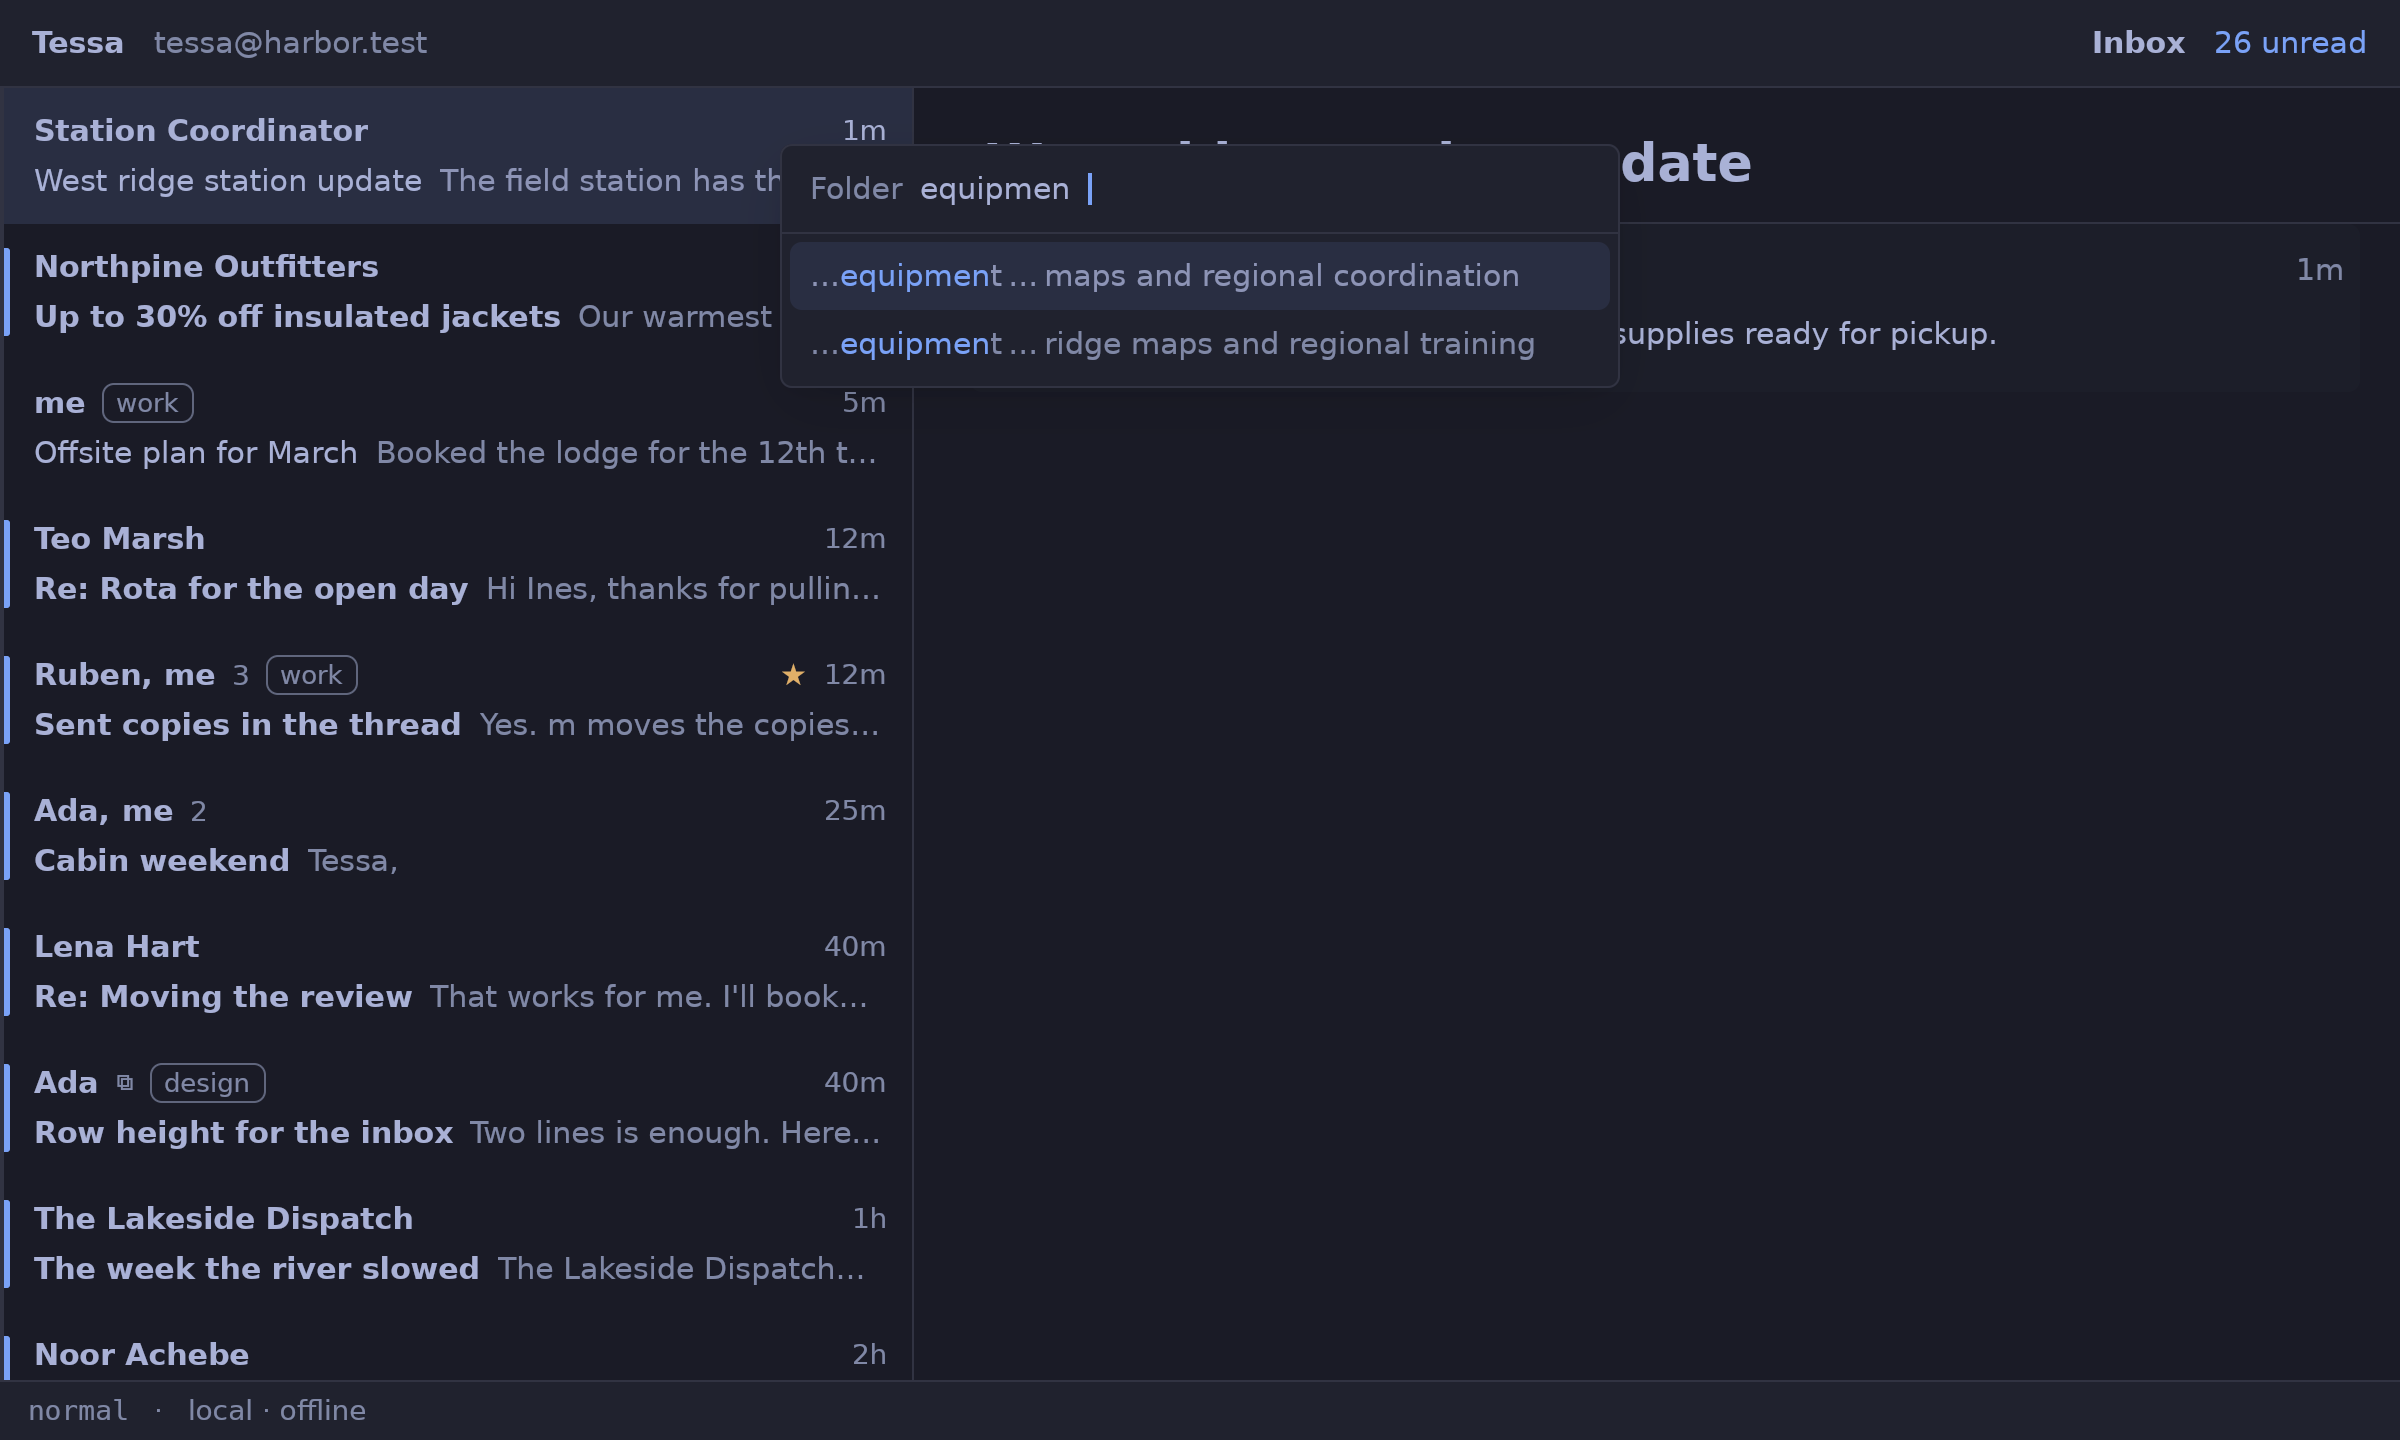 Tessa tessa@harbor.test
Inbox 26 unread
Station Coordinator 1m
West ridge station update The field station has th
Northpine Outfitters
Up to 30% off insulated jackets Our warmest
me work 5m
Offsite plan for March Booked the lodge for the 12th t…
Teo Marsh 12m
Re: Rota for the open day Hi Ines, thanks for pullin…
Ruben, me 3 work ★ 12m
Sent copies in the thread Yes. m moves the copies…
Ada, me 2 25m
Cabin weekend Tessa,
Lena Hart 40m
Re: Moving the review That works for me. I'll book…
Ada design 40m
Row height for the inbox Two lines is enough. Here…
The Lakeside Dispatch 1h
The week the river slowed The Lakeside Dispatch…
Noor Achebe 2h
Folder equipmen
…equipment … maps and regional coordination
…equipment … ridge maps and regional training
date
1m
supplies ready for pickup.
normal · local · offline